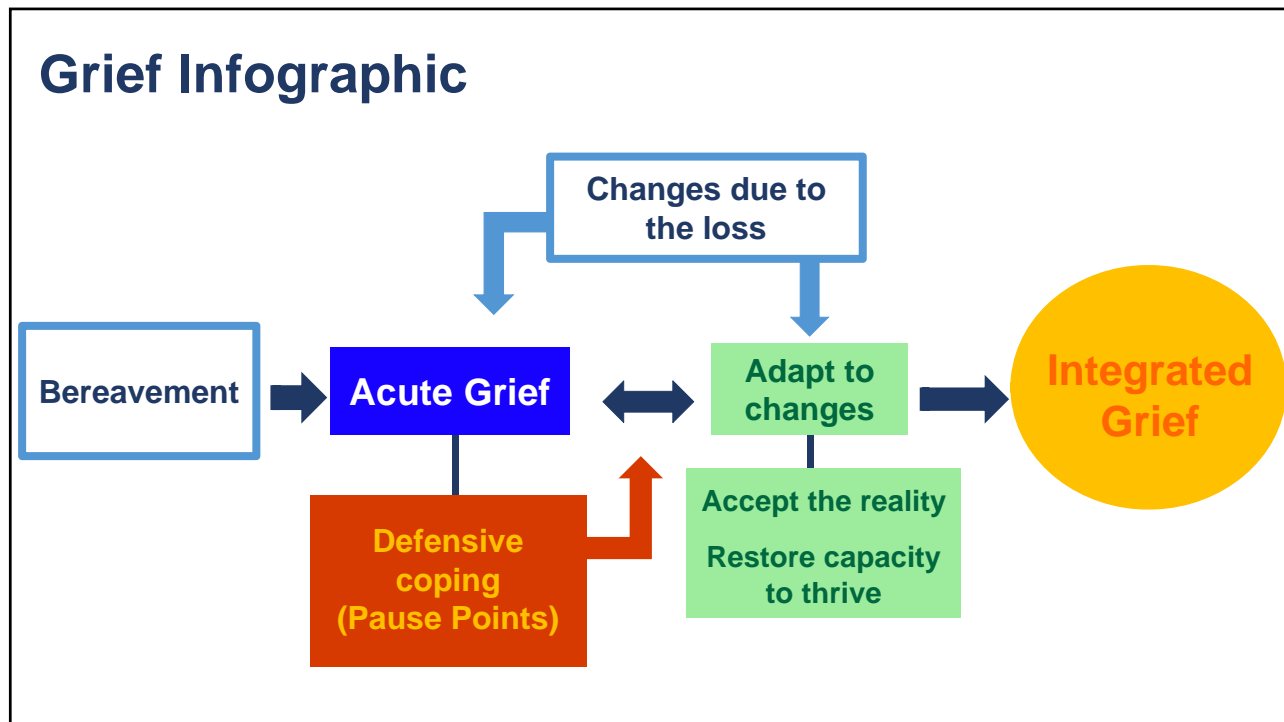 Grief Infographic
Changes due to
the loss
Bereavement
Acute Grief
Adapt to
changes
Integrated
Grief
Defensive
coping
(Pause Points)
Accept the reality
Restore capacity
to thrive